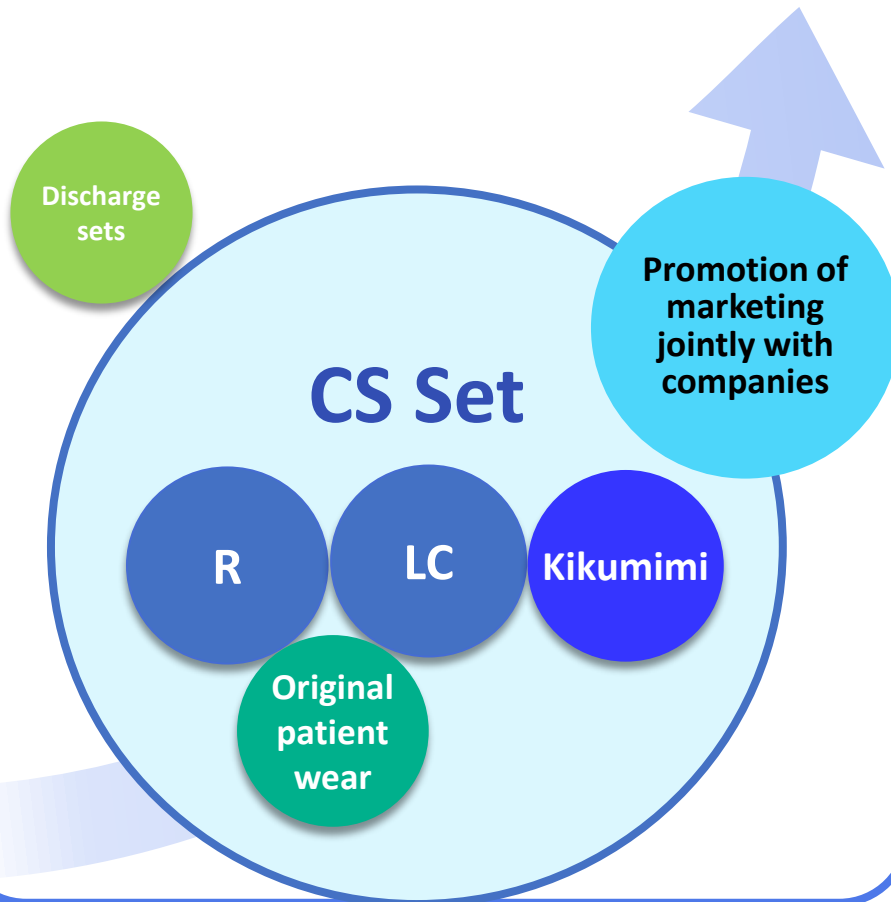 Discharge
sets
Promotion of
marketing
jointly with
companies
CS Set
R
LC
Kikumimi
Original
patient
wear